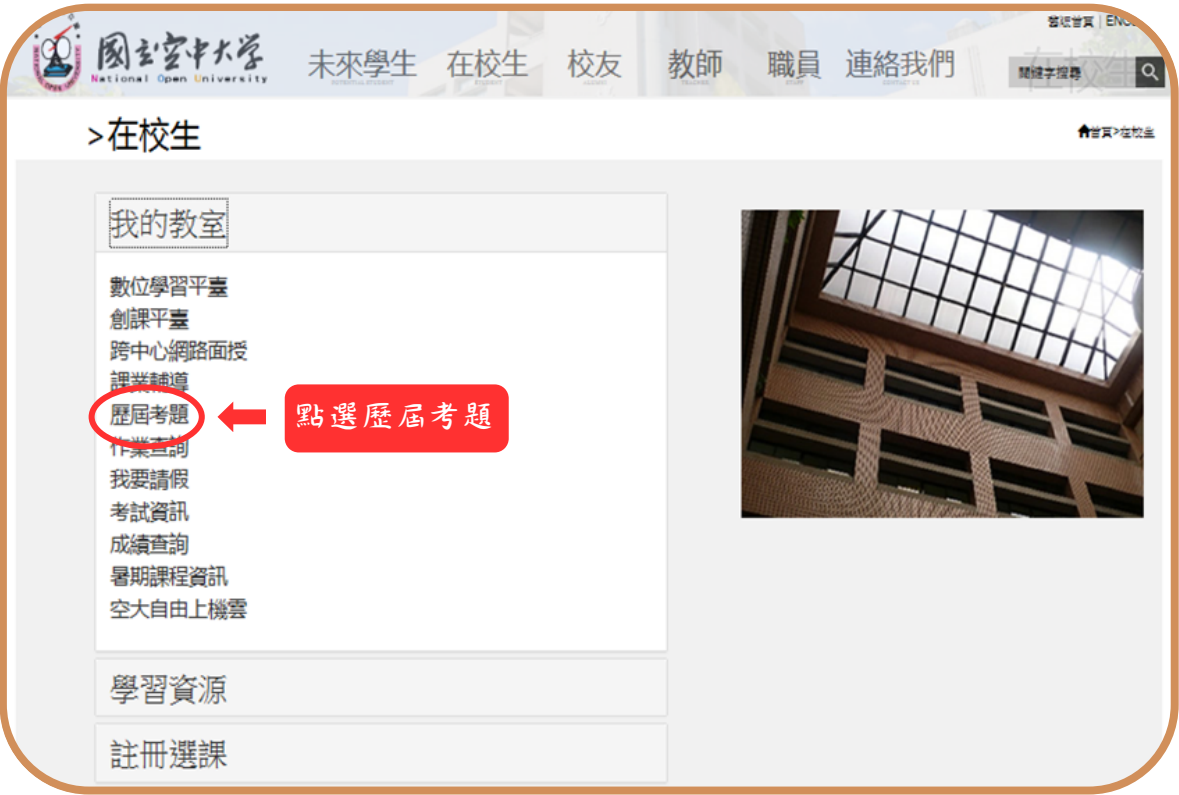 舊版首頁 | EN
國立空中大學
National Open University
未來學生 在校生 校友 教師 職員 連絡我們
關鍵字搜尋
>在校生
首頁>在校生
我的教室
數位學習平臺
創課平臺
跨中心網路面授
課業輔導
歷屆考題
點選歷屆考題
作業查詢
我要請假
考試資訊
成績查詢
暑期課程資訊
空大自由上機雲
學習資源
註冊選課